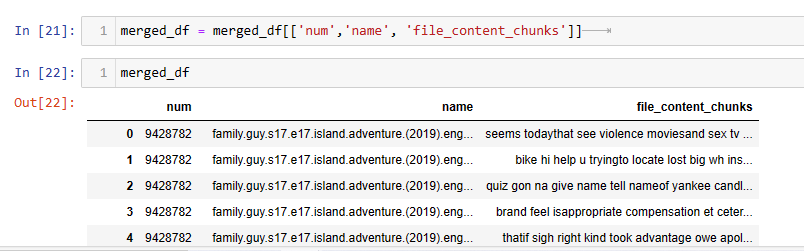 In [21]: 1 merged_df = merged_df[['num','name', 'file_content_chunks']]
In [22]: 1 merged_df
Out[22]:
num name file_content_chunks
0 9428782 family.guy.s17.e17.island.adventure.(2019).eng... seems todaythat see violence moviesand sex tv ...
1 9428782 family.guy.s17.e17.island.adventure.(2019).eng... bike hi help u tryingto locate lost big wh ins...
2 9428782 family.guy.s17.e17.island.adventure.(2019).eng... quiz gon na give name tell nameof yankee candl...
3 9428782 family.guy.s17.e17.island.adventure.(2019).eng... brand feel isappropriate compensation et ceter...
4 9428782 family.guy.s17.e17.island.adventure.(2019).eng... thatif sigh right kind took advantage owe apol...